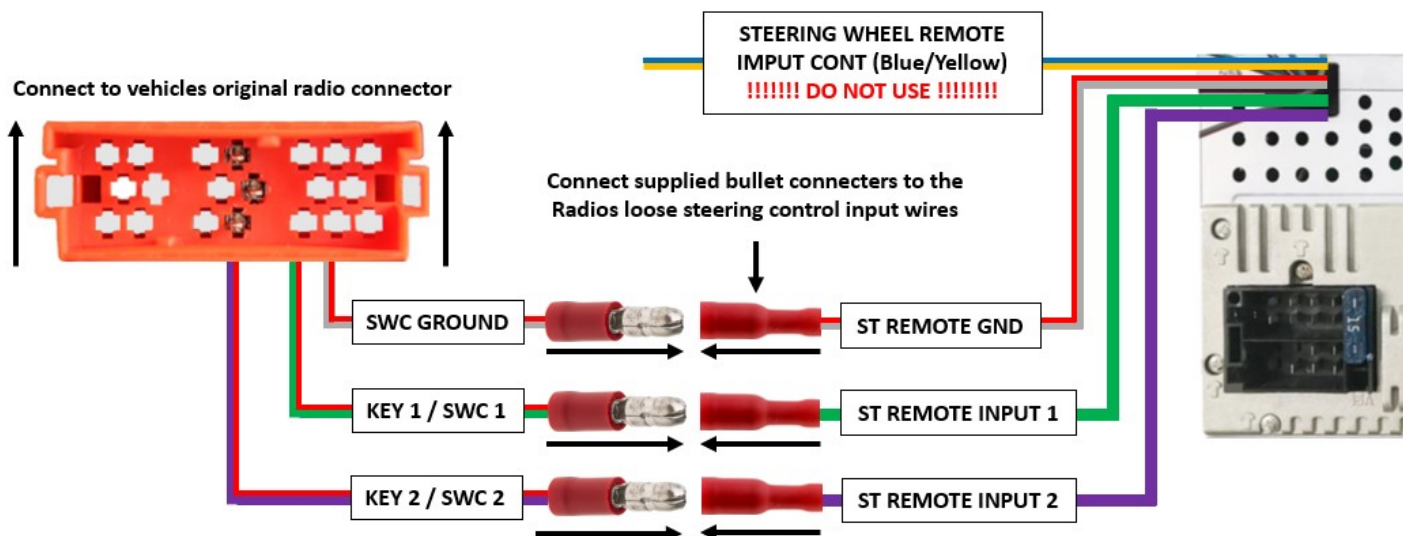 STEERING WHEEL REMOTE
IMPUT CONT (Blue/Yellow)
!!!!!!! DO NOT USE !!!!!!!!
Connect to vehicles original radio connector
Connect supplied bullet connecters to the
Radios loose steering control input wires
SWC GROUND
ST REMOTE GND
KEY 1 / SWC 1
ST REMOTE INPUT 1
KEY 2 / SWC 2
ST REMOTE INPUT 2
15